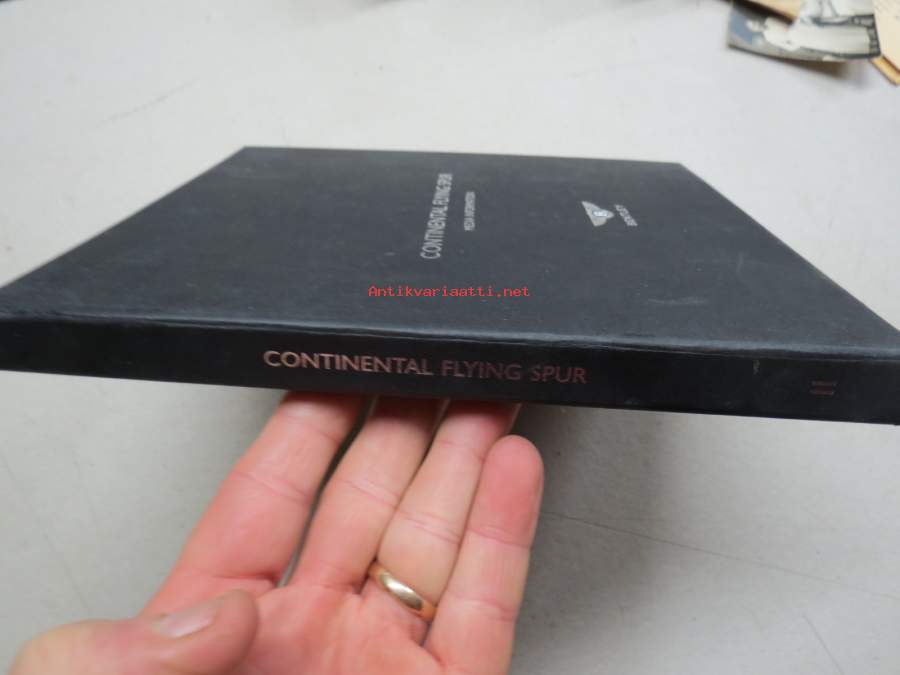 CONTINENTAL FLYING SPUR
MEDIA INFORMATION
B
BENTLEY
Antikvariaatti.net
CONTINENTAL FLYING SPUR